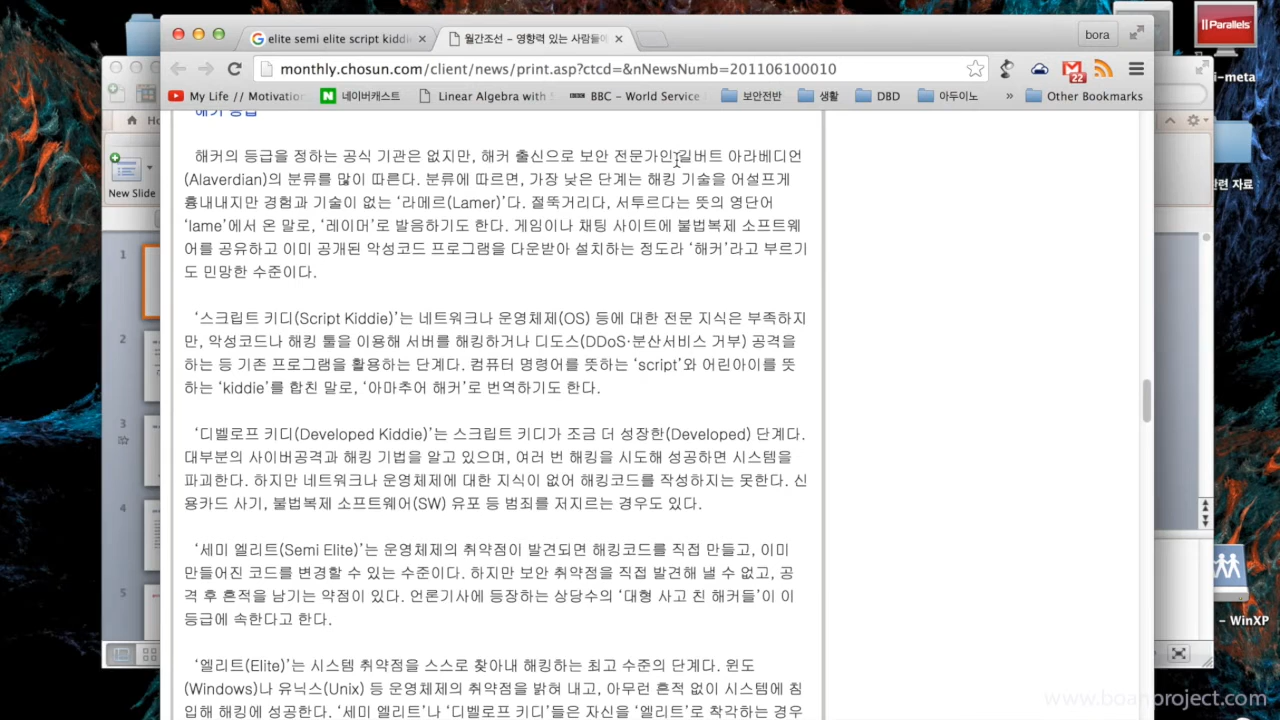 Parallels
elite semi elite script kiddi
월간조선 - "명령어 있는 사람들이
bora
monthly.chosun.com/client/news/print.asp?ctcd=&nNewsNumb=201106100010
22
i-meta
My Life // Motivation
네이버캐스트
Linear Algebra with
BBC - World Service
보안전반
생활
DBD
아두이노
»
Other Bookmarks
해커 등급
New Slide
관련 자료
해커의 등급을 정하는 공식 기관은 없지만, 해커 출신으로 보안 전문가인 길버트 아라베디언
(Alaverdian)의 분류를 많이 따른다. 분류에 따르면, 가장 낮은 단계는 해킹 기술을 어설프게
흉내내지만 경험과 기술이 없는 ‘라메르(Lamer)’다. 절뚝거리다, 서투르다는 뜻의 영단어
‘lame’에서 온 말로, ‘레이머’로 발음하기도 한다. 게임이나 채팅 사이트에 불법복제 소프트웨
어를 공유하고 이미 공개된 악성코드 프로그램을 다운받아 설치하는 정도라 ‘해커’라고 부르기
도 민망한 수준이다.
‘스크립트 키디(Script Kiddie)’는 네트워크나 운영체제(OS) 등에 대한 전문 지식은 부족하지
만, 악성코드나 해킹 툴을 이용해 서버를 해킹하거나 디도스(DDoS·분산서비스 거부) 공격을
하는 등 기존 프로그램을 활용하는 단계다. 컴퓨터 명령어를 뜻하는 ‘script’와 어린아이를 뜻
하는 ‘kiddie’를 합친 말로, ‘아마추어 해커’로 번역하기도 한다.
‘디벨로프 키디(Developed Kiddie)’는 스크립트 키디가 조금 더 성장한(Developed) 단계다.
대부분의 사이버공격과 해킹 기법을 알고 있으며, 여러 번 해킹을 시도해 성공하면 시스템을
파괴한다. 하지만 네트워크나 운영체제에 대한 지식이 없어 해킹코드를 작성하지는 못한다. 신
용카드 사기, 불법복제 소프트웨어(SW) 유포 등 범죄를 저지르는 경우도 있다.
‘세미 엘리트(Semi Elite)’는 운영체제의 취약점이 발견되면 해킹코드를 직접 만들고, 이미
만들어진 코드를 변경할 수 있는 수준이다. 하지만 보안 취약점을 직접 발견해 낼 수 없고, 공
격 후 흔적을 남기는 약점이 있다. 언론기사에 등장하는 상당수의 ‘대형 사고 친 해커들’이 이
등급에 속한다고 한다.
‘엘리트(Elite)’는 시스템 취약점을 스스로 찾아내 해킹하는 최고 수준의 단계다. 윈도
(Windows)나 유닉스(Unix) 등 운영체제의 취약점을 밝혀 내고, 아무런 흔적 없이 시스템에 침
입해 해킹에 성공한다.
1
2
3
4
5
- WinXP
www.boanproject.com